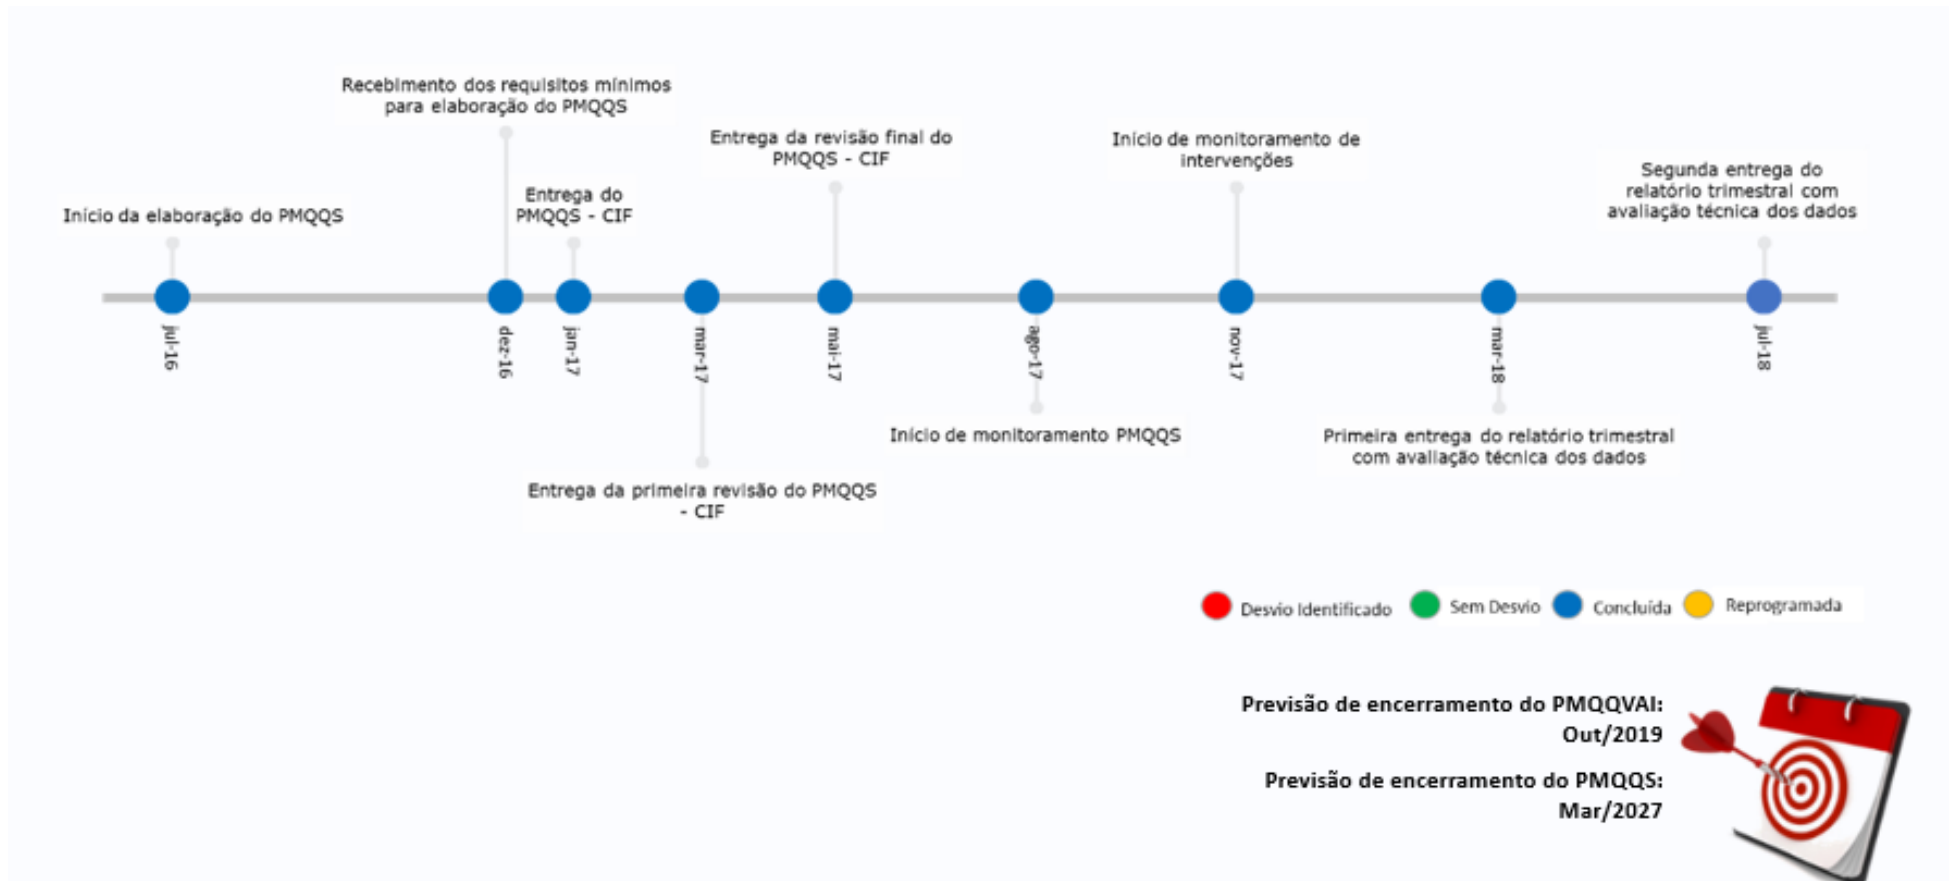 Recebimento dos requisitos mínimos
para elaboração do PMQQS
Entrega da revisão final do
PMQQS - CIF
Início de monitoramento de
intervenções
Segunda entrega do
relatório trimestral com
avaliação técnica dos dados
Entrega do
PMQQS - CIF
Início da elaboração do PMQQS
jul-16
dez-16
jan-17
mar-17
mai-17
ago-17
nov-17
mar-18
jul-18
Início de monitoramento PMQQS
Primeira entrega do relatório trimestral
com avaliação técnica dos dados
Entrega da primeira revisão do PMQQS
- CIF
Desvio Identificado
Sem Desvio
Concluída
Reprogramada
Previsão de encerramento do PMQQVAI:
Out/2019
Previsão de encerramento do PMQQS:
Mar/2027